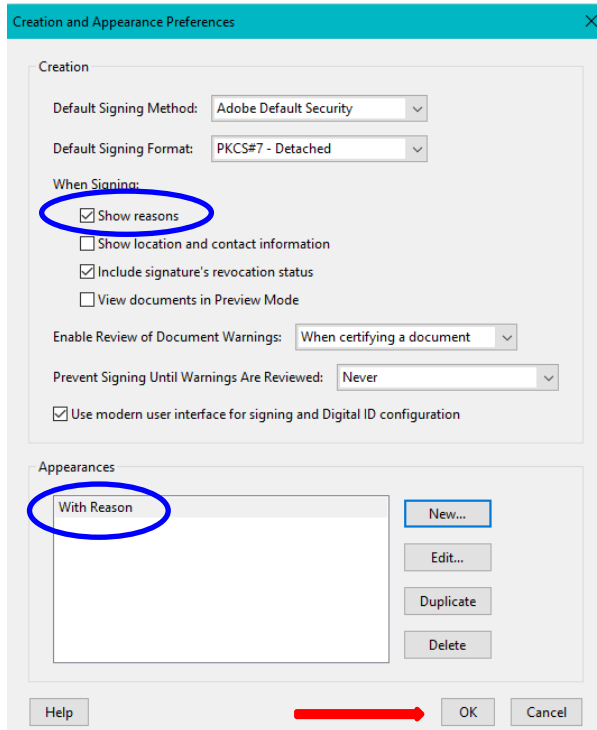 Creation and Appearance Preferences
Creation
Default Signing Method: Adobe Default Security
Default Signing Format: PKCS#7 - Detached
When Signing:
Show reasons
Show location and contact information
Include signature's revocation status
View documents in Preview Mode
Enable Review of Document Warnings: When certifying a document
Prevent Signing Until Warnings Are Reviewed: Never
Use modern user interface for signing and Digital ID configuration
Appearances
With Reason
New...
Edit...
Duplicate
Delete
Help OK Cancel